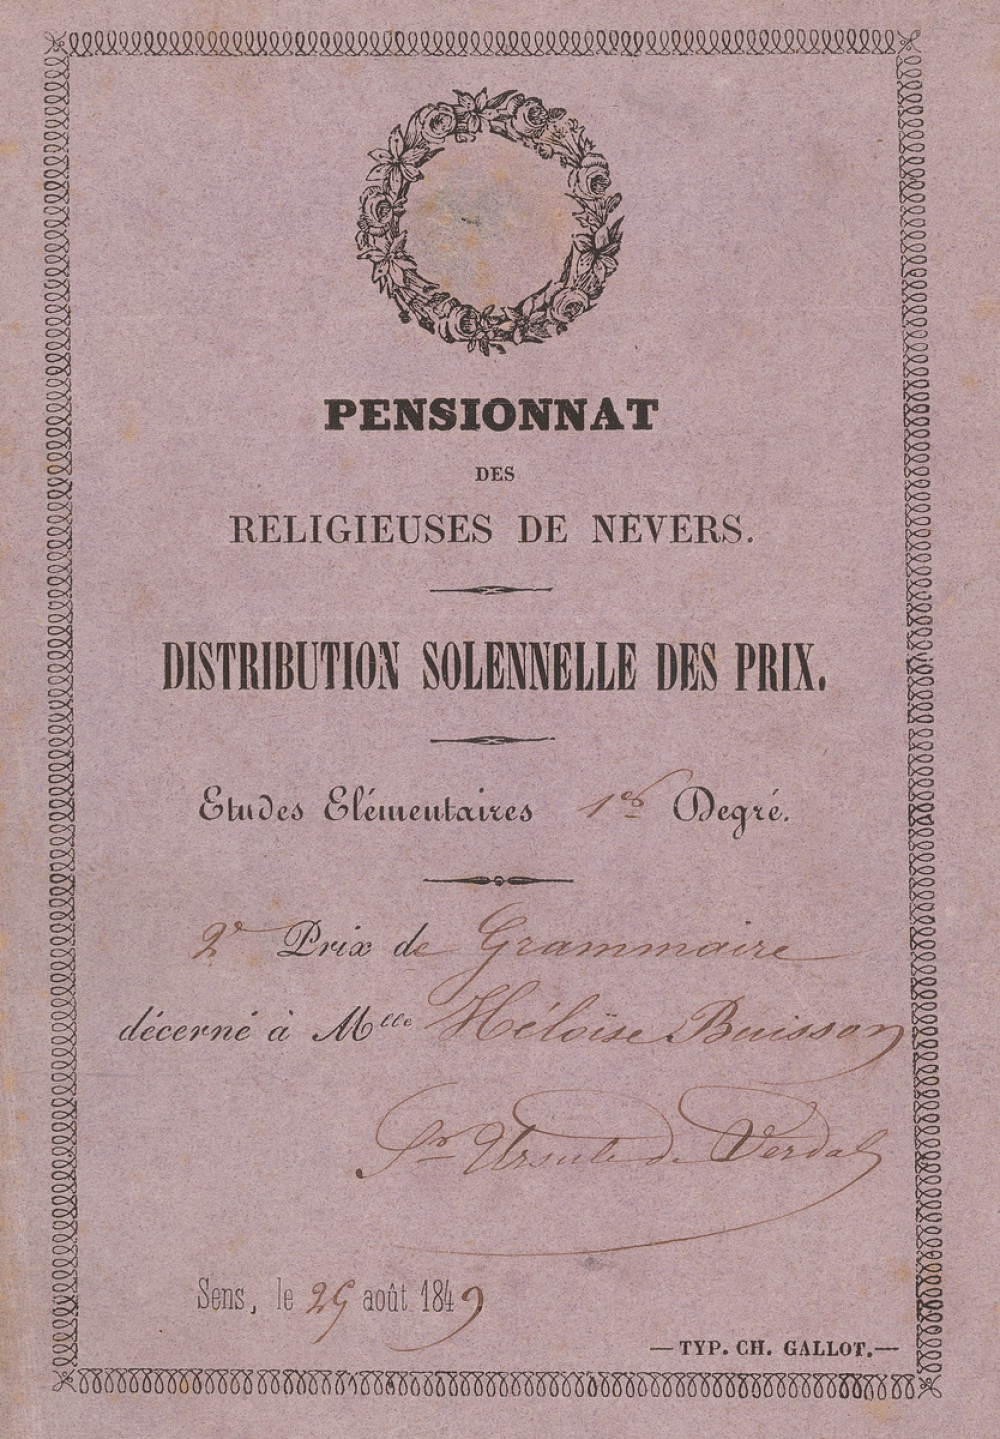 PENSIONNAT
DES
RELIGIEUSES DE NEVERS.
DISTRIBUTION SOLENNELLE DES PRIX.
Etudes Elémentaires 1er Degré.
2e Prix de Grammaire
décerné à Mlle Héloïse Buisson
Sr Ursule de Verdal
Sens, le 25 août 1849
— TYP. CH. GALLOT.—